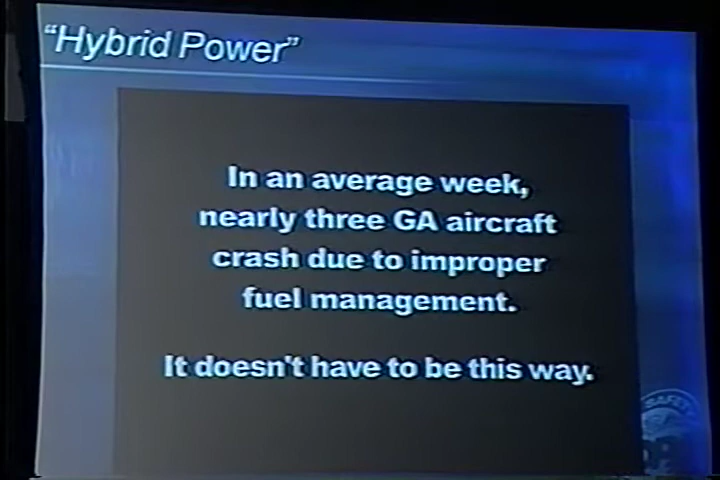 “Hybrid Power”
In an average week,
nearly three GA aircraft
crash due to improper
fuel management.
It doesn't have to be this way.
SAFETY